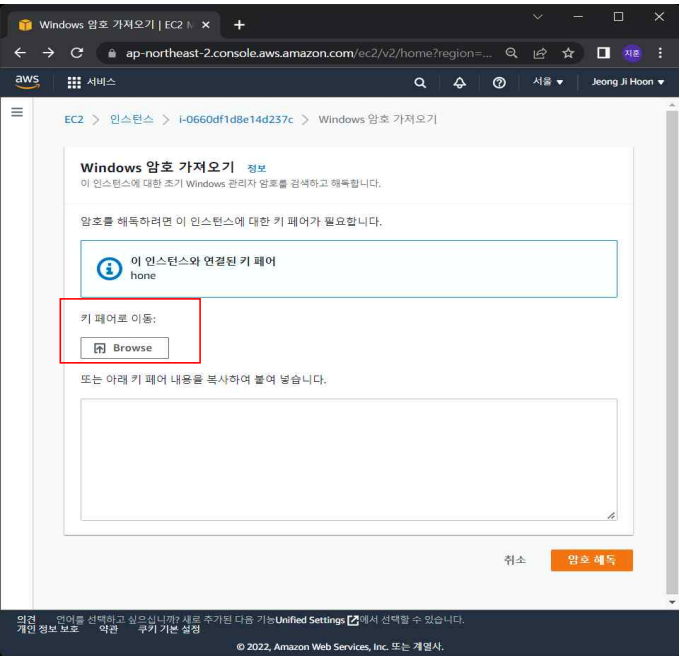 Windows 암호 가져오기 | EC2 M
ap-northeast-2.console.aws.amazon.com/ec2/v2/home?region=...
지훈
aws
서비스
서울
Jeong Ji Hoon
EC2 > 인스턴스 > i-0660df1d8e14d237c > Windows 암호 가져오기
Windows 암호 가져오기 정보
이 인스턴스에 대한 초기 Windows 관리자 암호를 검색하고 해독합니다.
암호를 해독하려면 이 인스턴스에 대한 키 페어가 필요합니다.
이 인스턴스와 연결된 키 페어
hone
키 페어로 이동:
Browse
또는 아래 키 페어 내용을 복사하여 붙여 넣습니다.
취소
암호 해독
의견 언어를 선택하고 싶으십니까? 새로 추가된 다음 기능Unified Settings 에서 선택할 수 있습니다.
개인 정보 보호 약관 쿠키 기본 설정
© 2022, Amazon Web Services, Inc. 또는 계열사.